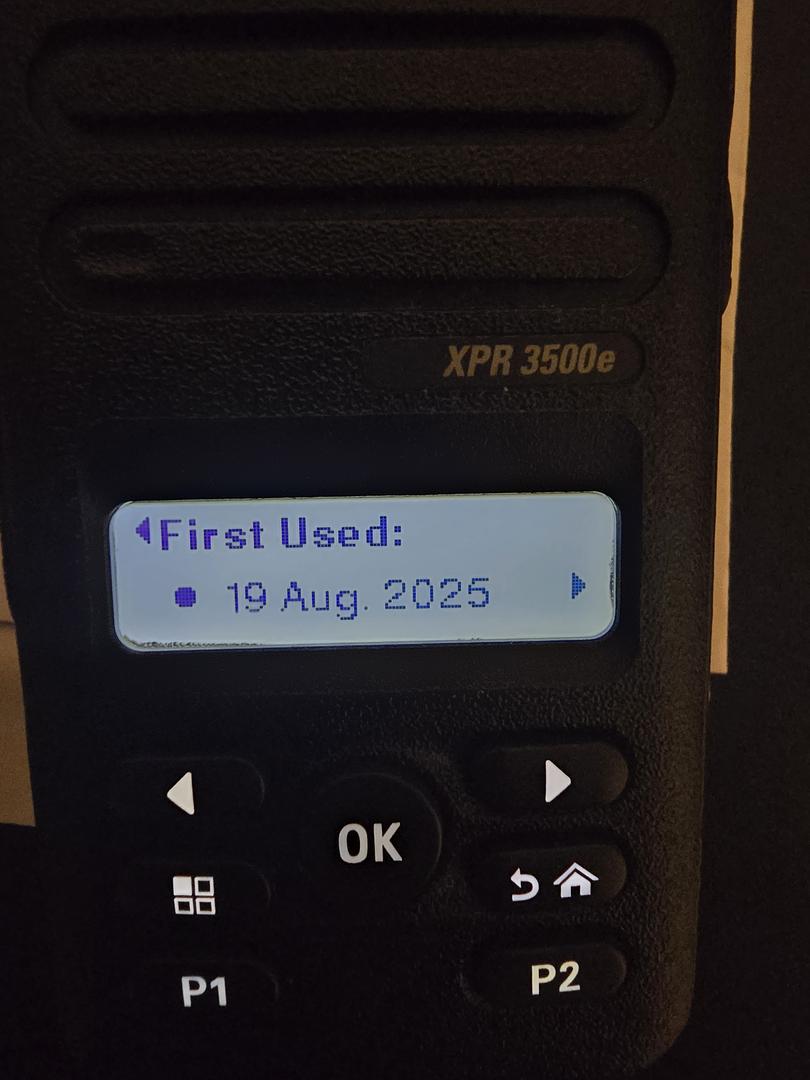 XPR 3500e
First Used:
19 Aug. 2025
OK
P1
P2